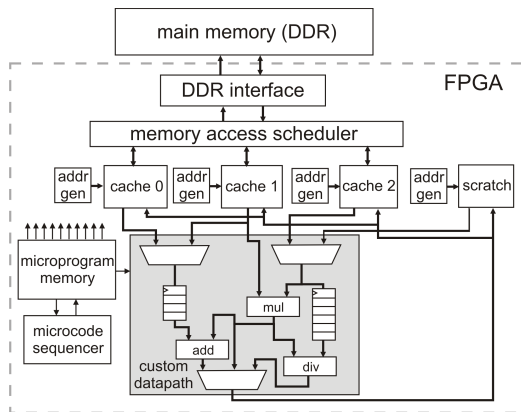 main memory (DDR)
FPGA
DDR interface
memory access scheduler
addr
gen
cache 0
addr
gen
cache 1
addr
gen
cache 2
addr
gen
scratch
microprogram
memory
microcode
sequencer
mul
add
div
custom
datapath